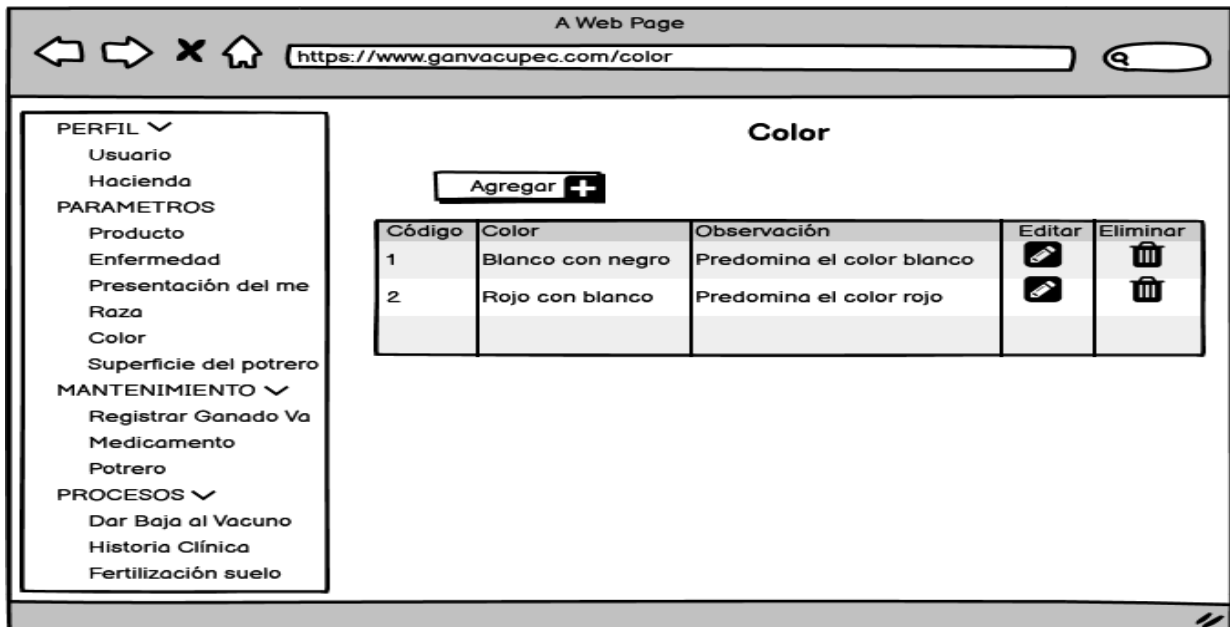 A Web Page
https://www.ganvacupec.com/color
PERFIL
Usuario
Hacienda
PARAMETROS
Producto
Enfermedad
Presentación del me
Raza
Color
Superficie del potrero
MANTENIMIENTO
Registrar Ganado Va
Medicamento
Potrero
PROCESOS
Dar Baja al Vacuno
Historia Clínica
Fertilización suelo
Color
Agregar
Código Color Observación Editar Eliminar
1 Blanco con negro Predomina el color blanco
2 Rojo con blanco Predomina el color rojo